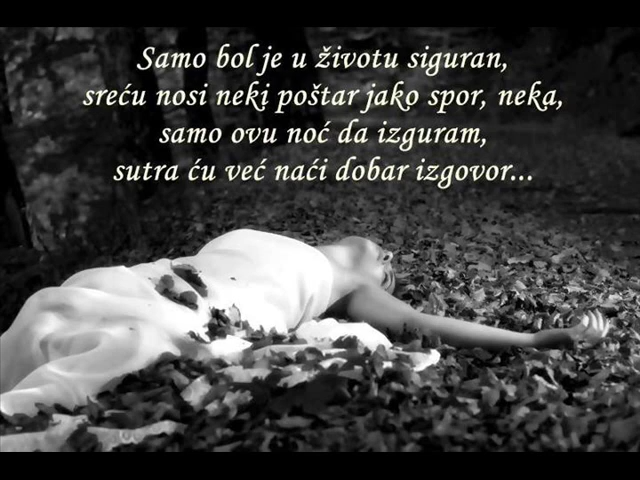 Samo bol je u životu siguran,
sreću nosi neki poštar jako spor, neka,
samo ovu noć da izguram,
sutra ću već naći dobar izgovor...